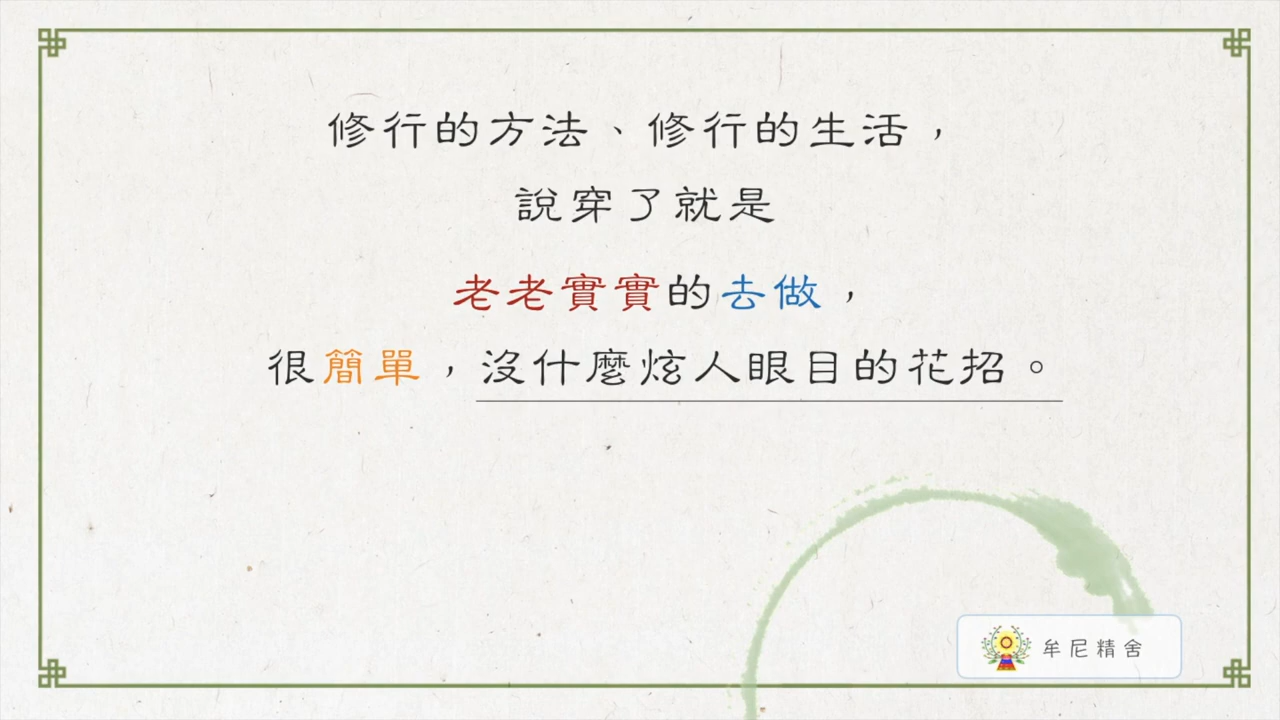 修行的方法、修行的生活，
說穿了就是
老老實實的去做，
很簡單，沒什麼炫人眼目的花招。
牟尼精舍